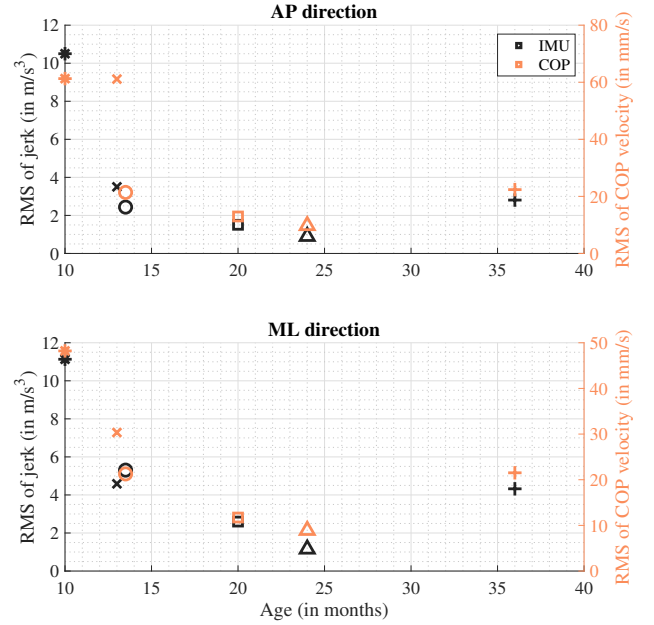 AP direction
RMS of jerk (in m/s³)
12
10
8
6
4
2
0
IMU
COP
80
60
40
20
0
RMS of COP velocity (in mm/s)
10 15 20 25 30 35 40
ML direction
RMS of jerk (in m/s³)
12
10
8
6
4
2
0
50
40
30
20
10
0
RMS of COP velocity (in mm/s)
10 15 20 25 30 35 40
Age (in months)